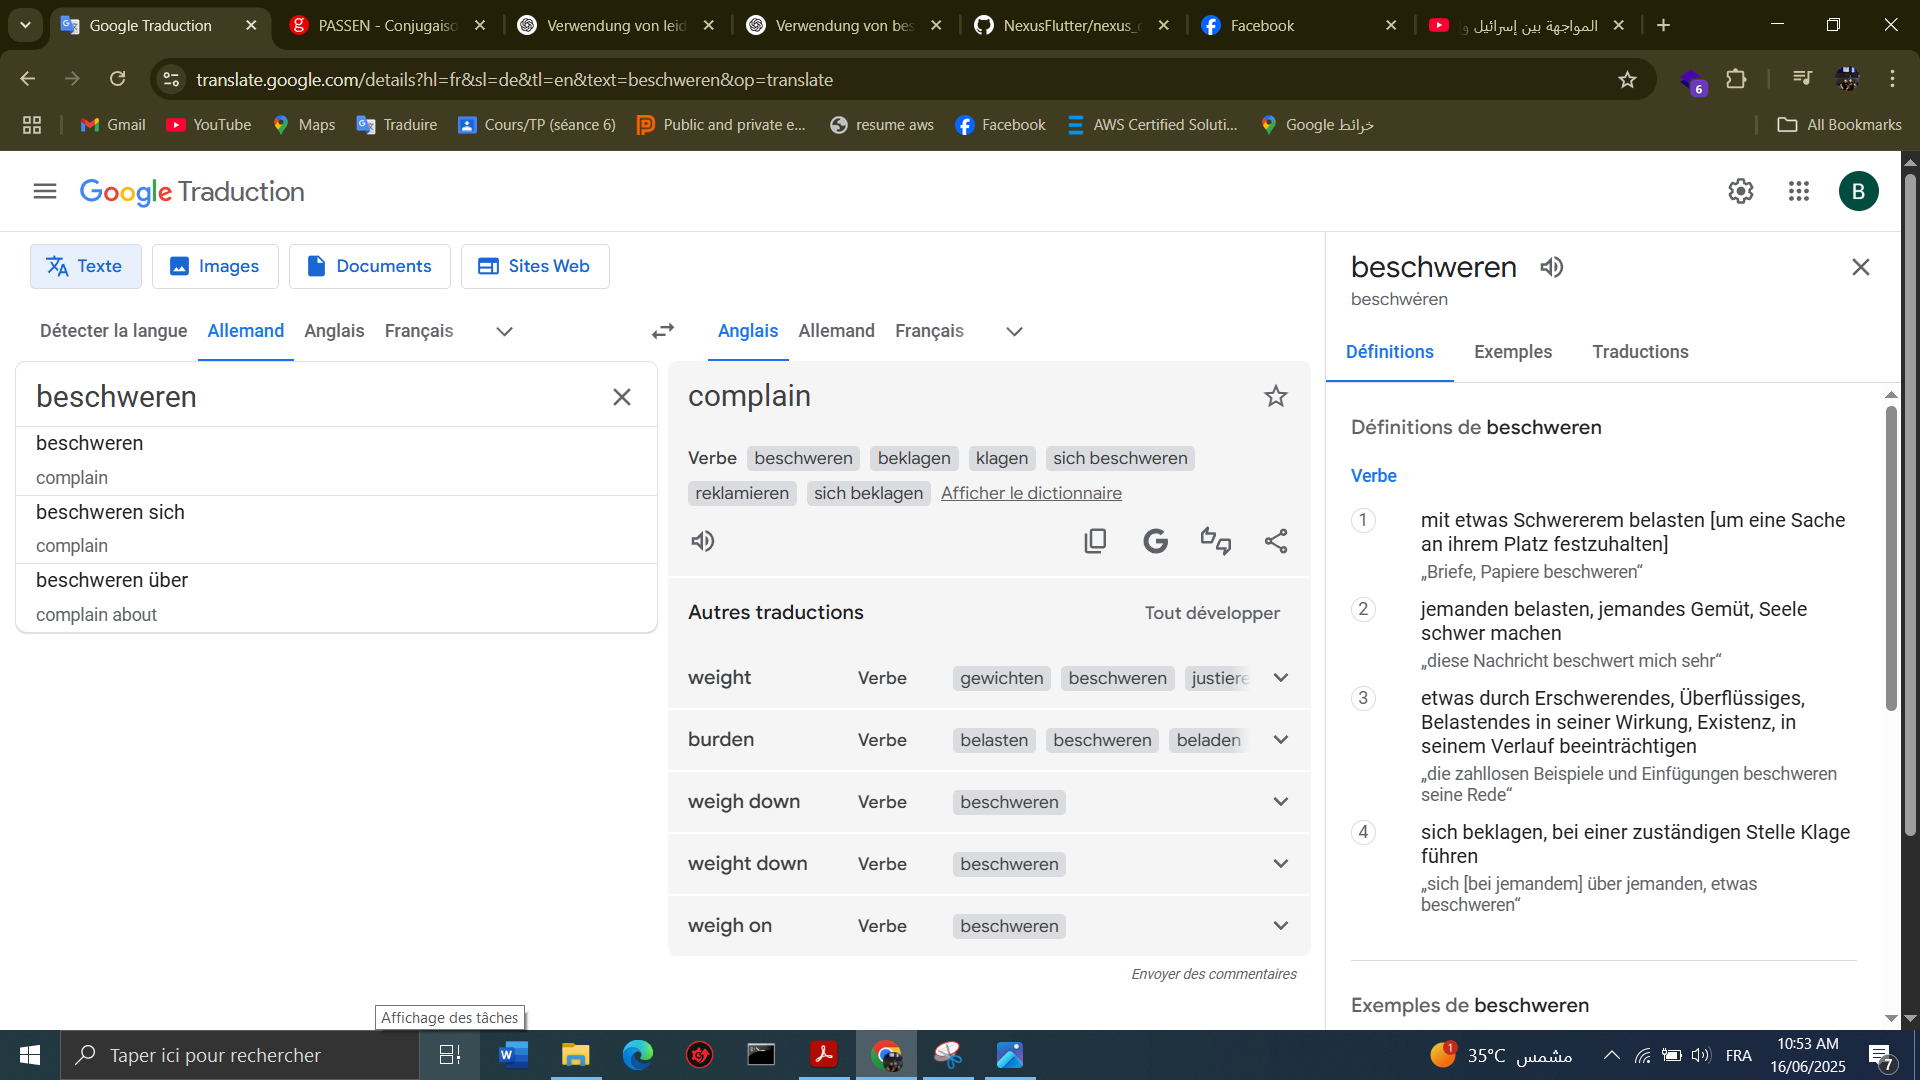 Google Traduction
PASSEN - Conjugaiso
Verwendung von leid
Verwendung von bes
NexusFlutter/nexus_c
Facebook
المواجهة بين إسرائيل و
translate.google.com/details?hl=fr&sl=de&tl=en&text=beschweren&op=translate
6
Gmail
YouTube
Maps
Traduire
Cours/TP (séance 6)
Public and private e...
resume aws
Facebook
AWS Certified Soluti...
خرائط Google
All Bookmarks
Google Traduction
B
Texte
Images
Documents
Sites Web
Détecter la langue
Allemand
Anglais
Français
Anglais
Allemand
Français
beschweren
beschweren
complain
beschweren sich
complain
beschweren über
complain about
complain
Verbe beschweren beklagen klagen sich beschweren
reklamieren sich beklagen Afficher le dictionnaire
Autres traductions
Tout développer
weight Verbe gewichten beschweren justiere
burden Verbe belasten beschweren beladen
weigh down Verbe beschweren
weight down Verbe beschweren
weigh on Verbe beschweren
Envoyer des commentaires
beschweren
beschwéren
Définitions
Exemples
Traductions
Définitions de beschweren
Verbe
1 mit etwas Schwererem belasten [um eine Sache
an ihrem Platz festzuhalten]
„Briefe, Papiere beschweren“
2 jemanden belasten, jemandes Gemüt, Seele
schwer machen
„diese Nachricht beschwert mich sehr“
3 etwas durch Erschwerendes, Überflüssiges,
Belastendes in seiner Wirkung, Existenz, in
seinem Verlauf beeinträchtigen
„die zahllosen Beispiele und Einfügungen beschweren
seine Rede“
4 sich beklagen, bei einer zuständigen Stelle Klage
führen
„sich [bei jemandem] über jemanden, etwas
beschweren“
Exemples de beschweren
Affichage des tâches
Taper ici pour rechercher
1
35°C مشمس
FRA
10:53 AM
16/06/2025
7